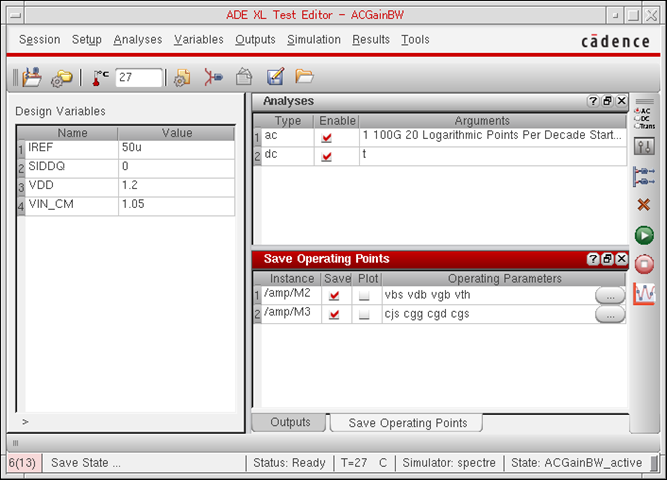 ADE XL Test Editor - ACGainBW
Session Setup Analyses Variables Outputs Simulation Results Tools
cādence
°C 27
Design Variables
Name Value
1 IREF 50u
2 SIDDQ 0
3 VDD 1.2
4 VIN_CM 1.05
>
Analyses
? X
Type Enable Arguments
1 ac 1 100G 20 Logarithmic Points Per Decade Start...
2 dc t
Save Operating Points
? X
Instance Save Plot Operating Parameters
1 /amp/M2 vbs vdb vgb vth ...
2 /amp/M3 cjs cgg cgd cgs ...
Outputs Save Operating Points
AC
DC
Trans
6(13) Save State ... Status: Ready T=27 C Simulator: spectre State: ACGainBW_active